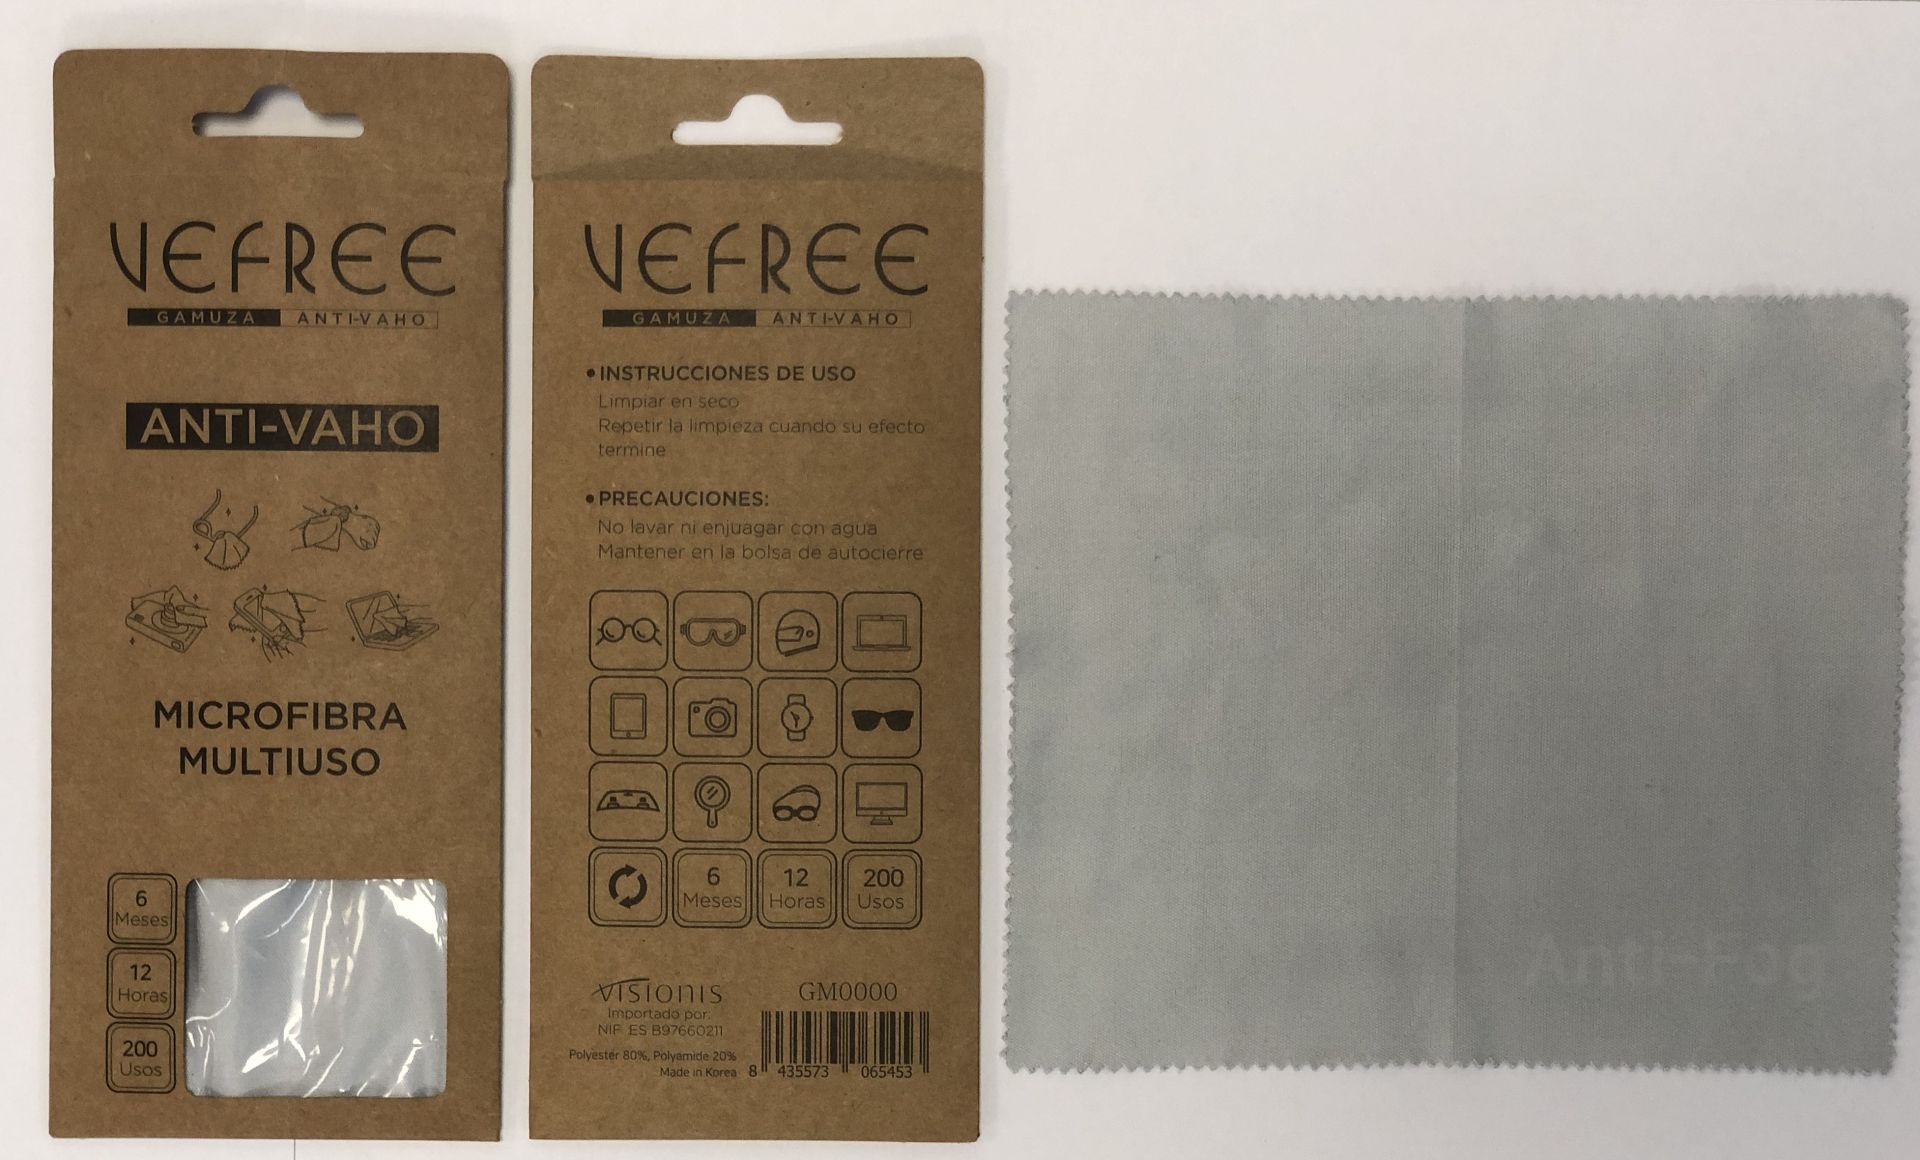 VEFREE
GAMUZA ANTI-VAHO
ANTI-VAHO
MICROFIBRA
MULTIUSO
6
Meses
12
Horas
200
Usos
VEFREE
GAMUZA ANTI-VAHO
• INSTRUCCIONES DE USO
Limpiar en seco
Repetir la limpieza cuando su efecto
termine
• PRECAUCIONES:
No lavar ni enjuagar con agua
Mantener en la bolsa de autocierre
6 12 200
Meses Horas Usos
VISIONIS GM0000
Importado por:
NIF: ES B97660211
Polyester 80%, Polyamide 20%
Made in Korea
8 435573 065453
Anti-Fog